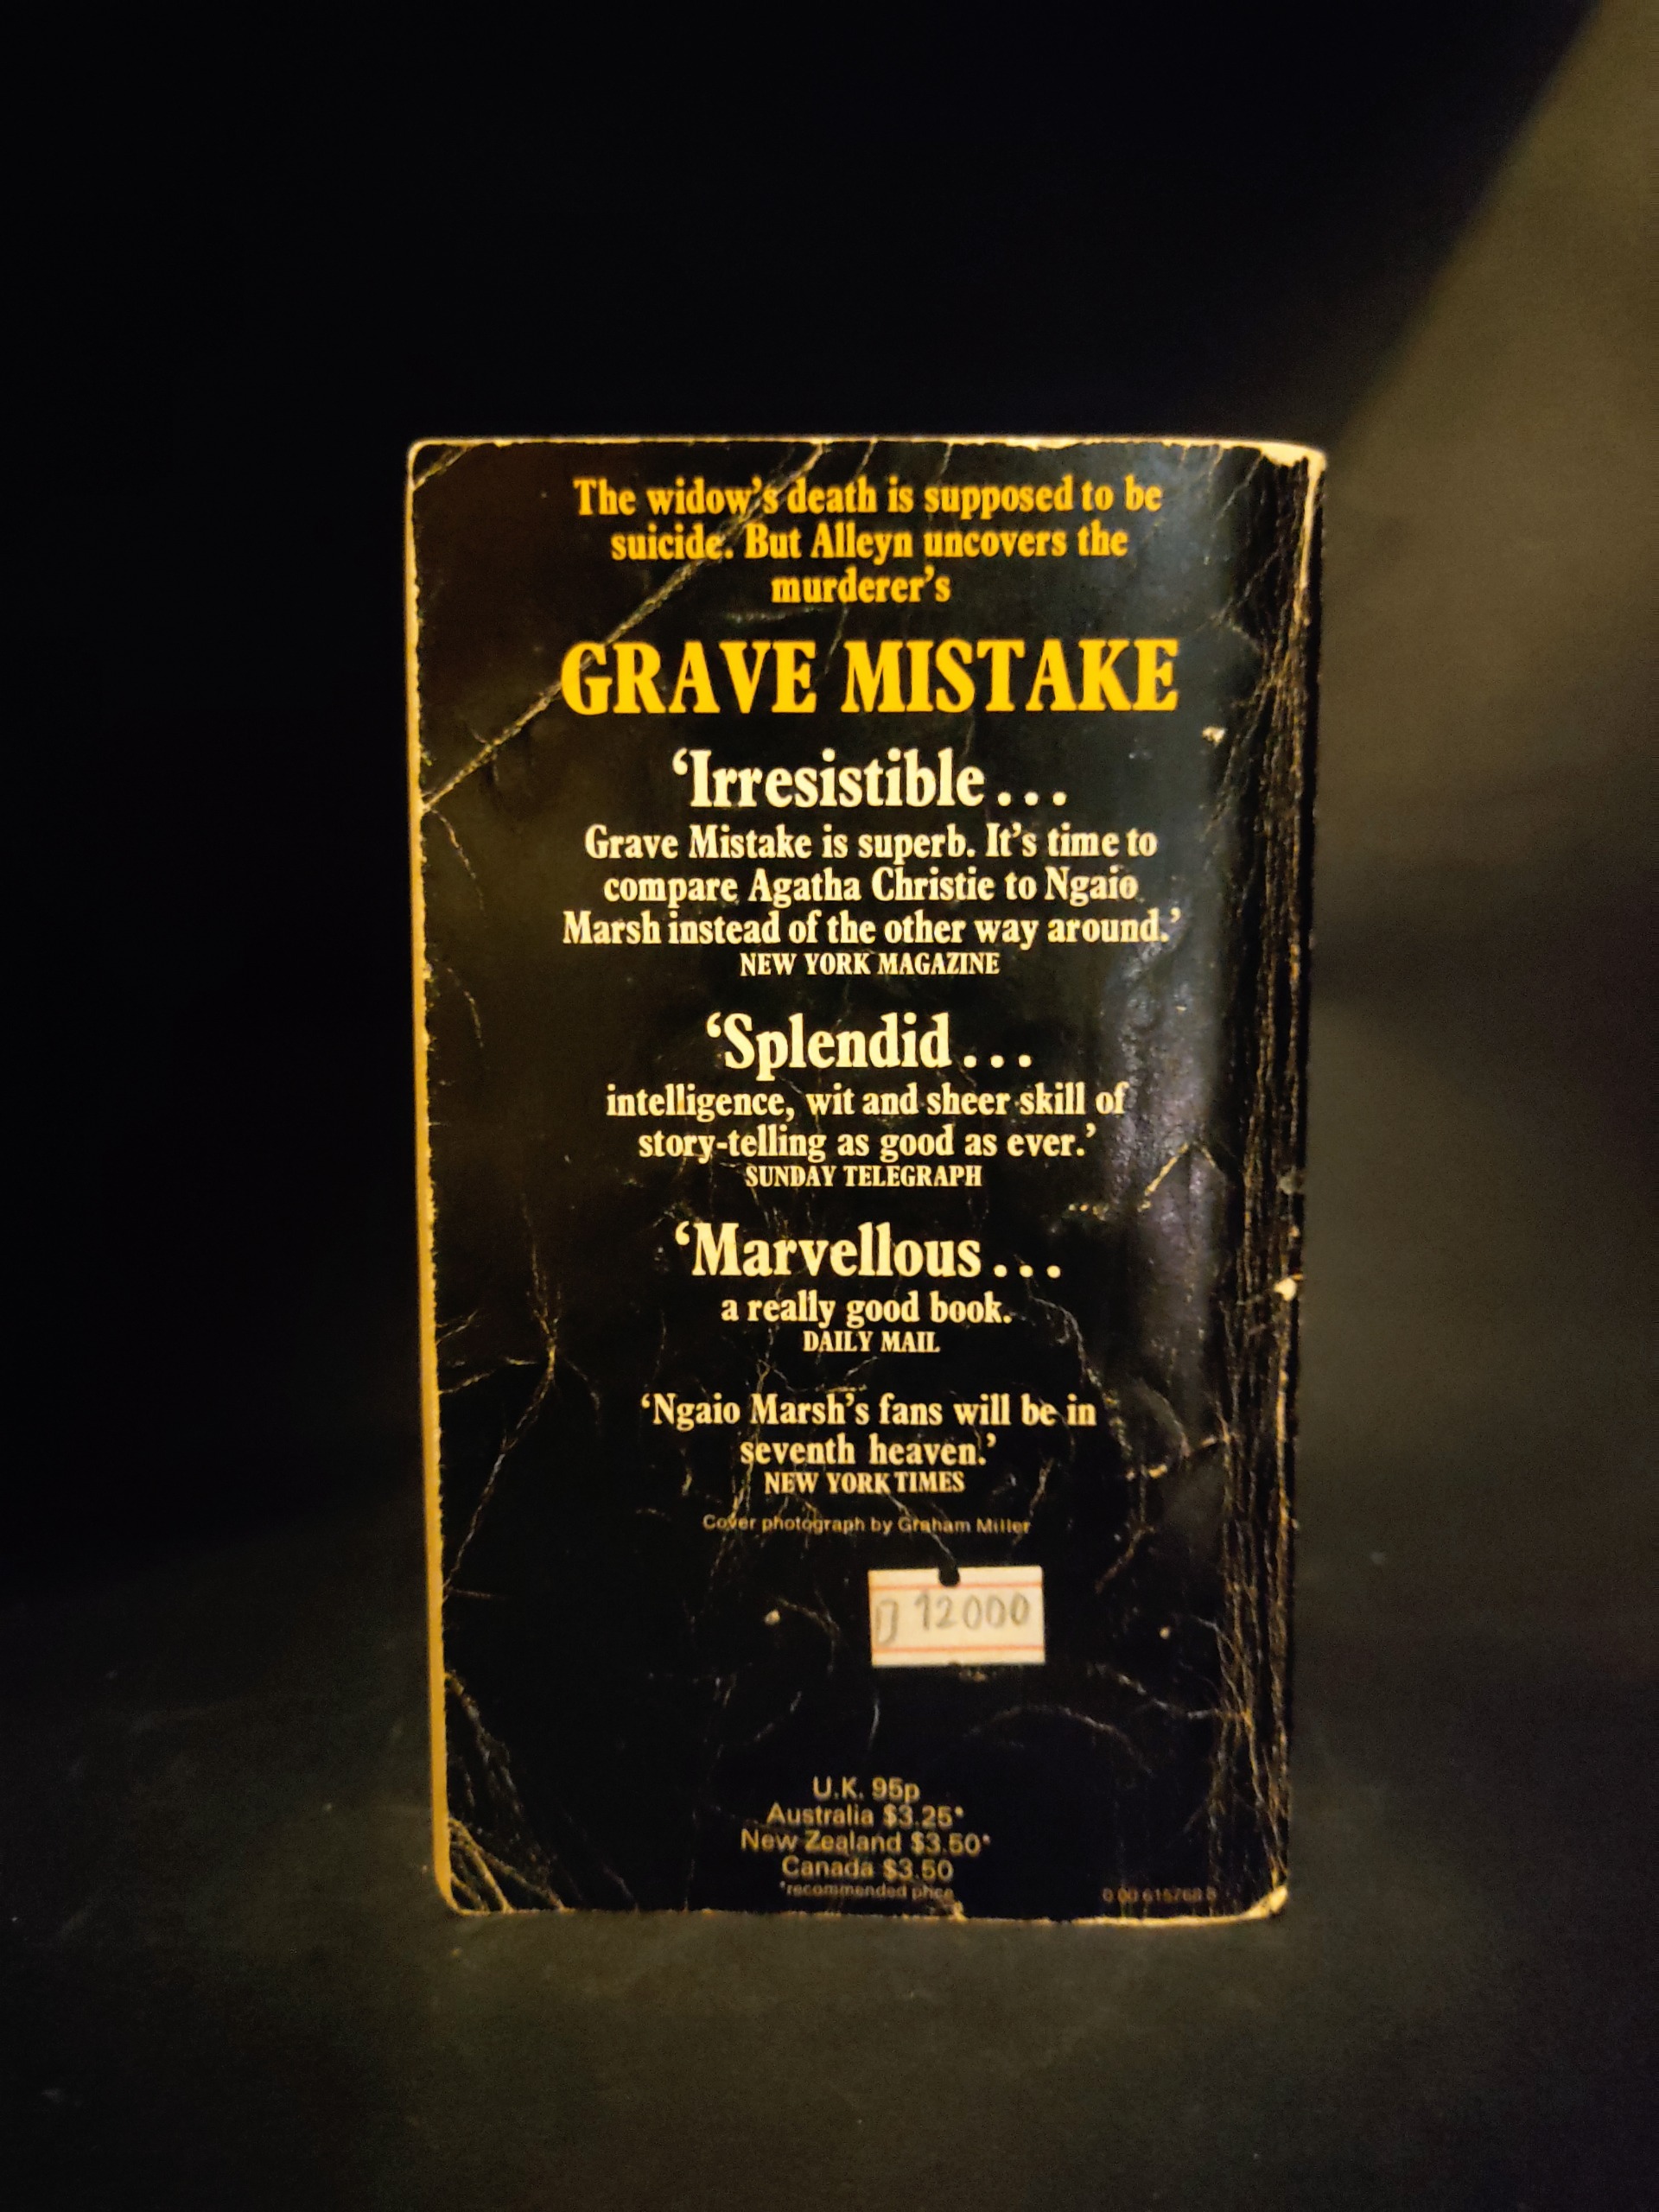 The widow's death is supposed to be
suicide. But Alleyn uncovers the
murderer's
GRAVE MISTAKE
‘Irresistible...
Grave Mistake is superb. It's time to
compare Agatha Christie to Ngaio
Marsh instead of the other way around.’
NEW YORK MAGAZINE
‘Splendid...
intelligence, wit and sheer skill of
story-telling as good as ever.’
SUNDAY TELEGRAPH
‘Marvellous...
a really good book.
DAILY MAIL
‘Ngaio Marsh's fans will be in
seventh heaven.’
NEW YORK TIMES
Cover photograph by Graham Miller
12000
U.K. 95p
Australia $3.25*
New Zealand $3.50*
Canada $3.50
*recommended price
0 00 615768 8